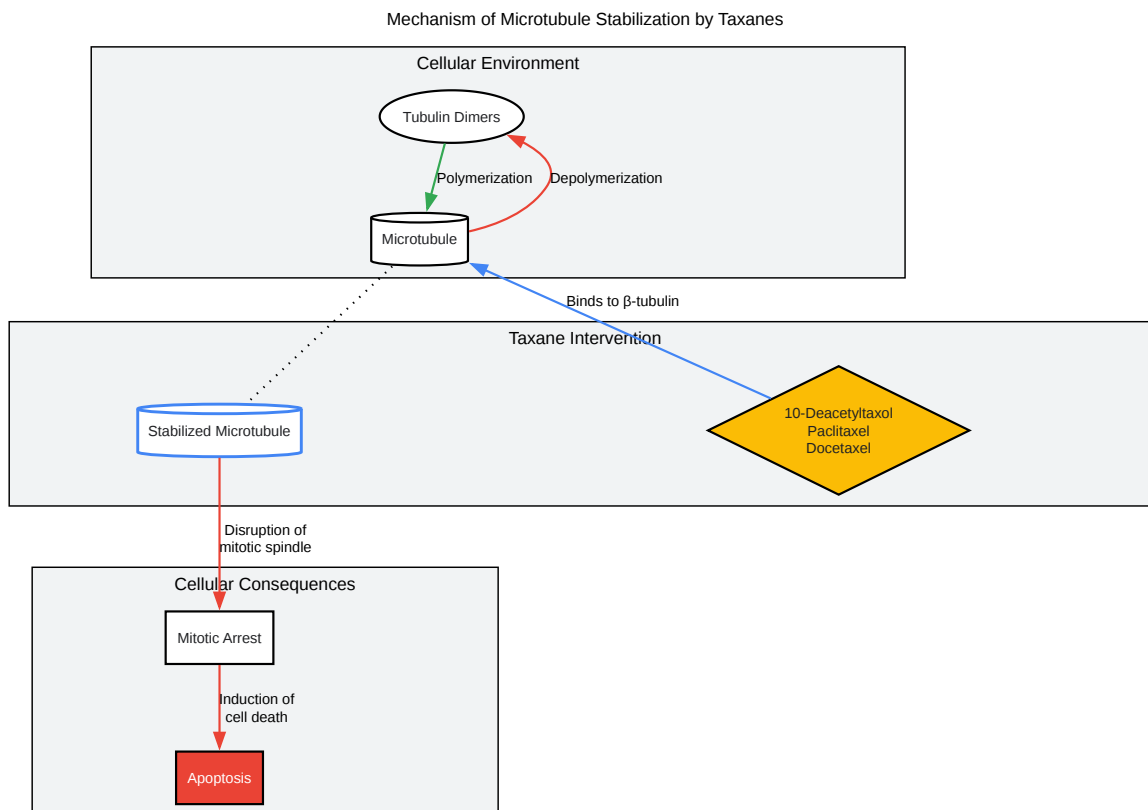 Mechanism of Microtubule Stabilization by Taxanes
Cellular Environment
Tubulin Dimers
Polymerization
Depolymerization
Microtubule
Binds to β-tubulin
Taxane Intervention
10-Deacetyltaxol
Paclitaxel
Docetaxel
Stabilized Microtubule
Disruption of
mitotic spindle
Cellular Consequences
Mitotic Arrest
Induction of
cell death
Apoptosis